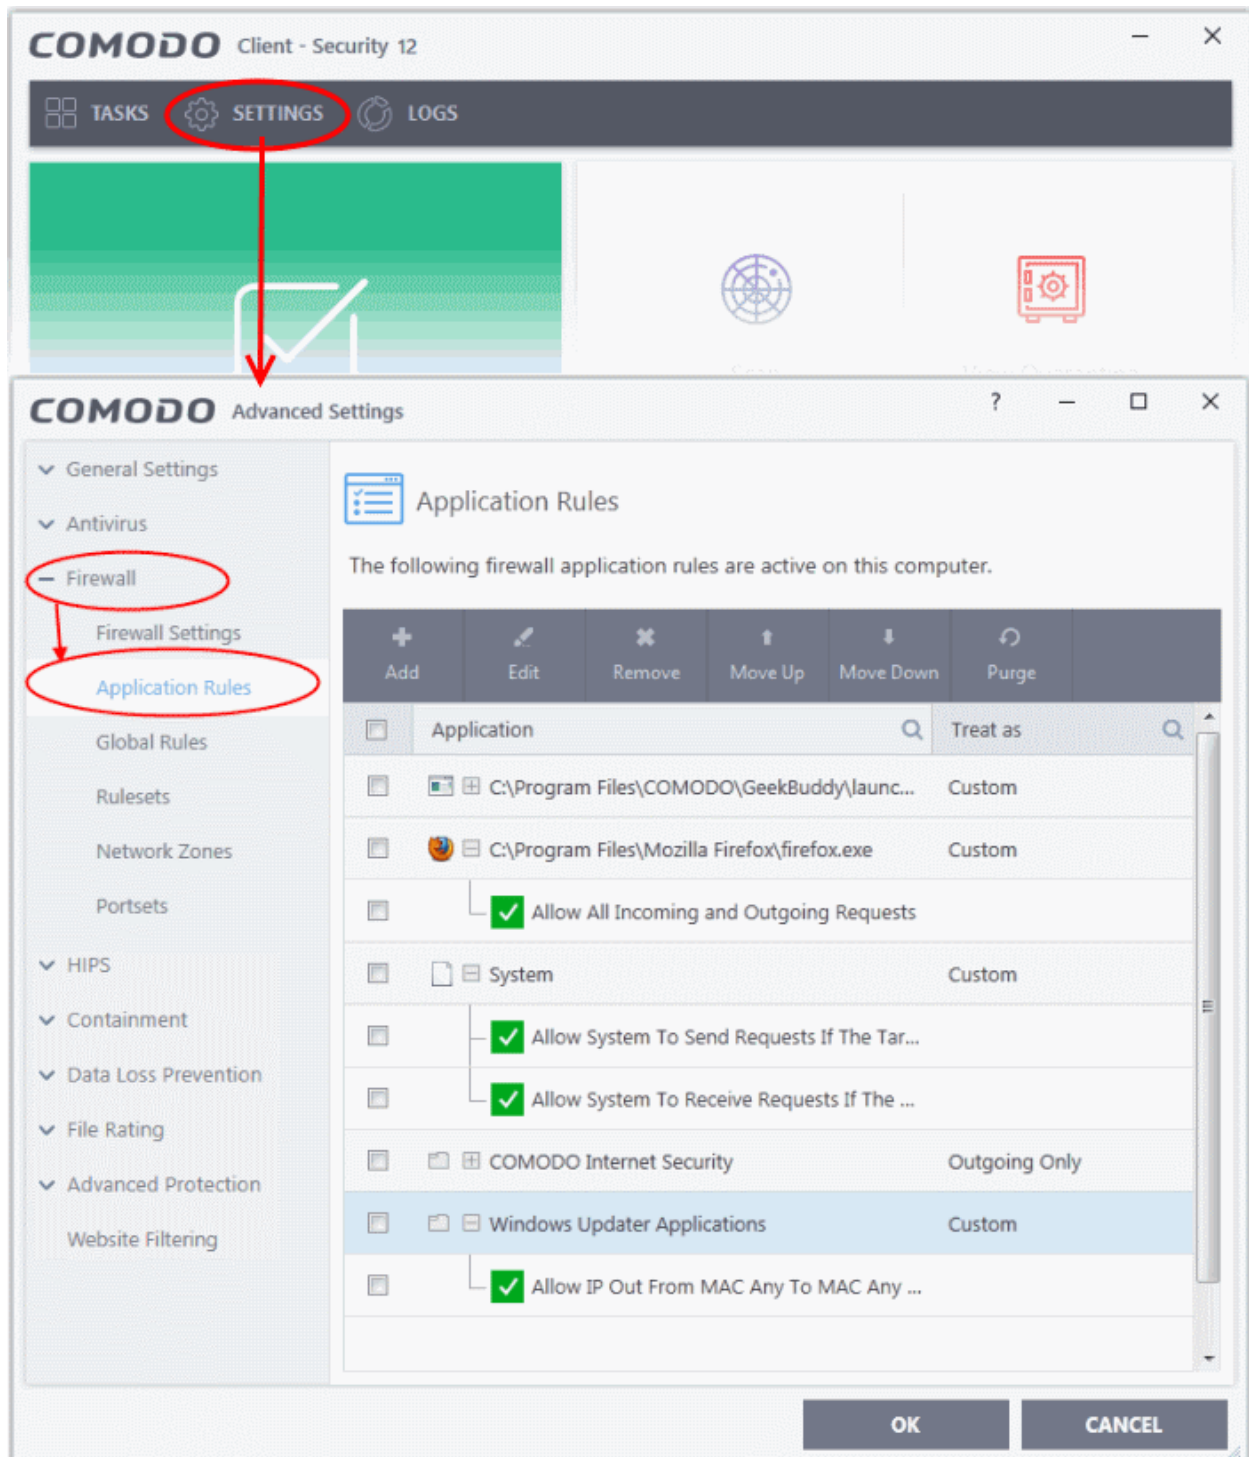 COMODO Client - Security 12
TASKS SETTINGS LOGS
Scan View Quarantine
COMODO Advanced Settings ?
General Settings
Antivirus
Firewall
Firewall Settings
Application Rules
Global Rules
Rulesets
Network Zones
Portsets
HIPS
Containment
Data Loss Prevention
File Rating
Advanced Protection
Website Filtering
Application Rules
The following firewall application rules are active on this computer.
Add Edit Remove Move Up Move Down Purge
Application Treat as
C:\Program Files\COMODO\GeekBuddy\launc... Custom
C:\Program Files\Mozilla Firefox\firefox.exe Custom
Allow All Incoming and Outgoing Requests
System Custom
Allow System To Send Requests If The Tar...
Allow System To Receive Requests If The ...
COMODO Internet Security Outgoing Only
Windows Updater Applications Custom
Allow IP Out From MAC Any To MAC Any ...
OK CANCEL